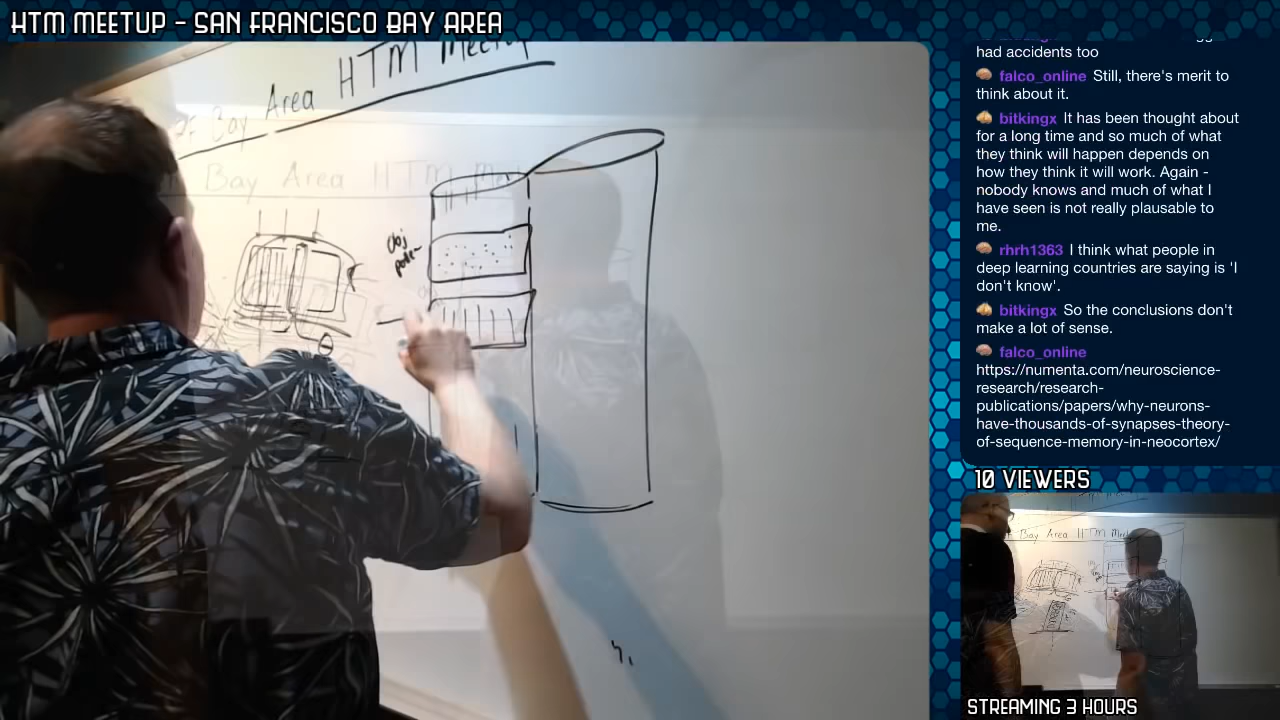 HTM MEETUP - SAN FRANCISCO BAY AREA
HTM Meetup
Bay Area
Bay Area HTM Mee
Obj
had accidents too
falco_online Still, there's merit to
think about it.
bitkingx It has been thought about
for a long time and so much of what
they think will happen depends on
how they think it will work. Again -
nobody knows and much of what I
have seen is not really plausable to
me.
rhrh1363 I think what people in
deep learning countries are saying is 'I
don't know'.
bitkingx So the conclusions don't
make a lot of sense.
falco_online
https://numenta.com/neuroscience-
research/research-
publications/papers/why-neurons-
have-thousands-of-synapses-theory-
of-sequence-memory-in-neocortex/
10 VIEWERS
Bay Area HTM
STREAMING 3 HOURS